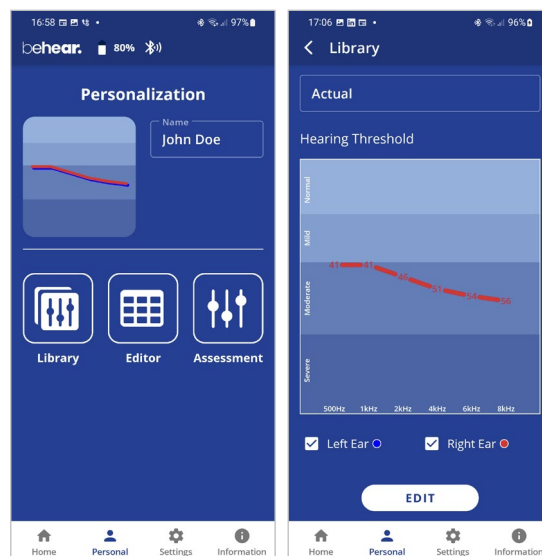 16:58
97%
behear.
80%
Personalization
Name
John Doe
Library
Editor
Assessment
Home
Personal
Settings
Information
17:06
96%
Library
Actual
Hearing Threshold
Normal
Mild
Moderate
Severe
41
41
46
51
54
56
500Hz 1kHz 2kHz 4kHz 6kHz 8kHz
Left Ear
Right Ear
EDIT
Home
Personal
Settings
Information